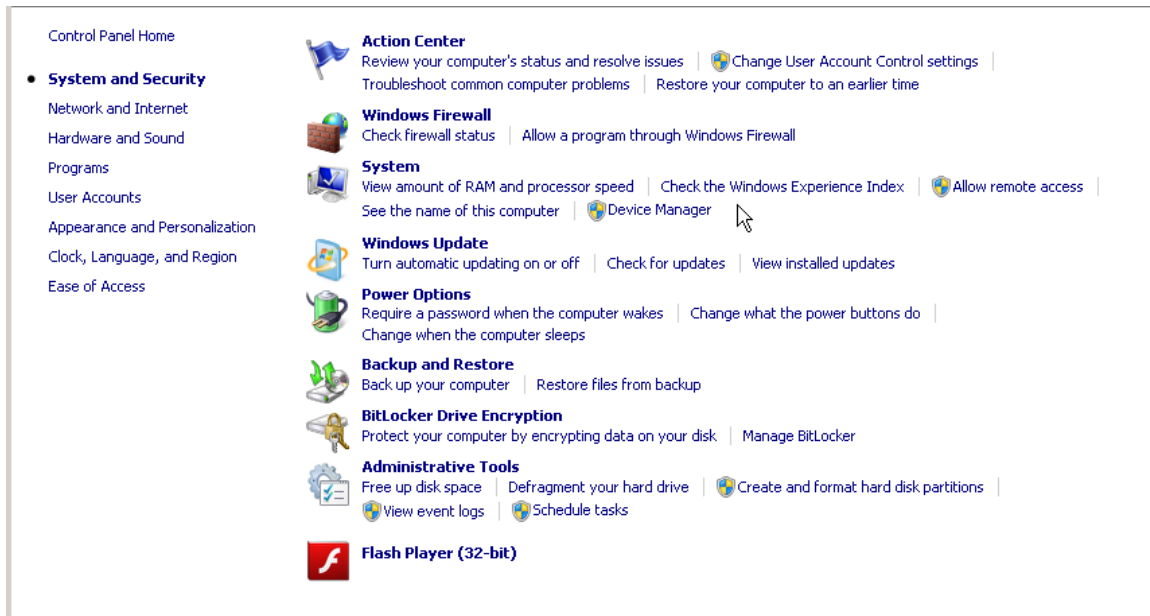 Control Panel Home
System and Security
Network and Internet
Hardware and Sound
Programs
User Accounts
Appearance and Personalization
Clock, Language, and Region
Ease of Access
Action Center
Review your computer's status and resolve issues Change User Account Control settings
Troubleshoot common computer problems Restore your computer to an earlier time
Windows Firewall
Check firewall status Allow a program through Windows Firewall
System
View amount of RAM and processor speed Check the Windows Experience Index Allow remote access
See the name of this computer Device Manager
Windows Update
Turn automatic updating on or off Check for updates View installed updates
Power Options
Require a password when the computer wakes Change what the power buttons do
Change when the computer sleeps
Backup and Restore
Back up your computer Restore files from backup
BitLocker Drive Encryption
Protect your computer by encrypting data on your disk Manage BitLocker
Administrative Tools
Free up disk space Defragment your hard drive Create and format hard disk partitions
View event logs Schedule tasks
Flash Player (32-bit)